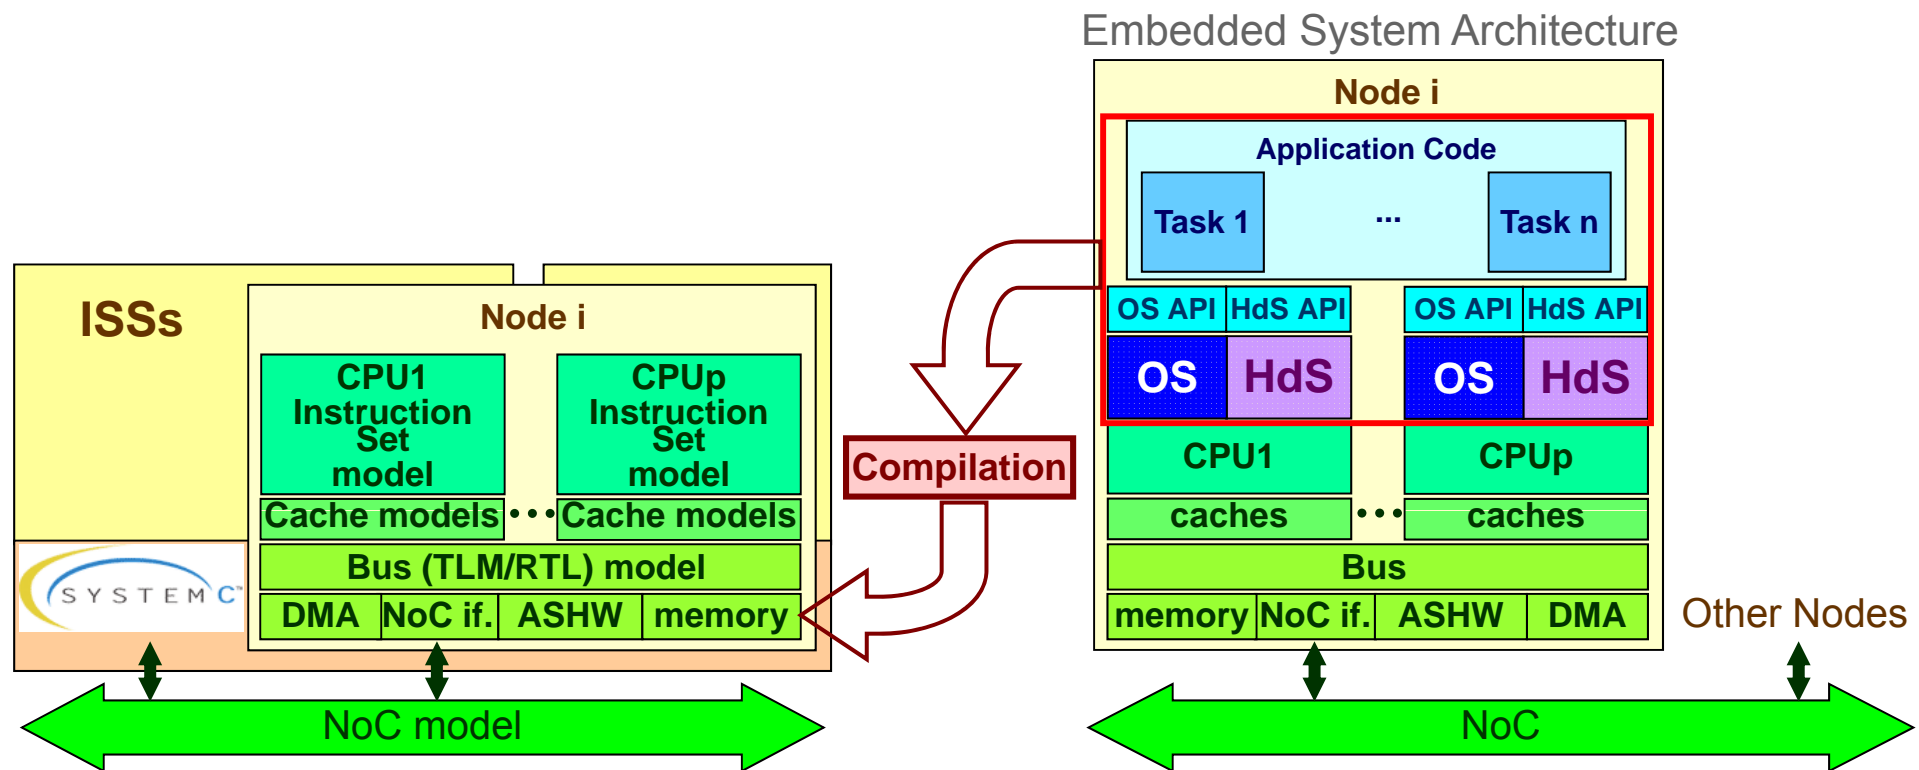 Embedded System Architecture
Node i
Application Code
Task 1
...
Task n
OS API
HdS API
OS API
HdS API
OS
HdS
OS
HdS
CPU1
CPUp
caches
caches
Bus
memory
NoC if.
ASHW
DMA
Other Nodes
NoC
Compilation
ISSs
Node i
CPU1
Instruction
Set
model
CPUp
Instruction
Set
model
Cache models
Cache models
Bus (TLM/RTL) model
DMA
NoC if.
ASHW
memory
SYSTEM C
NoC model